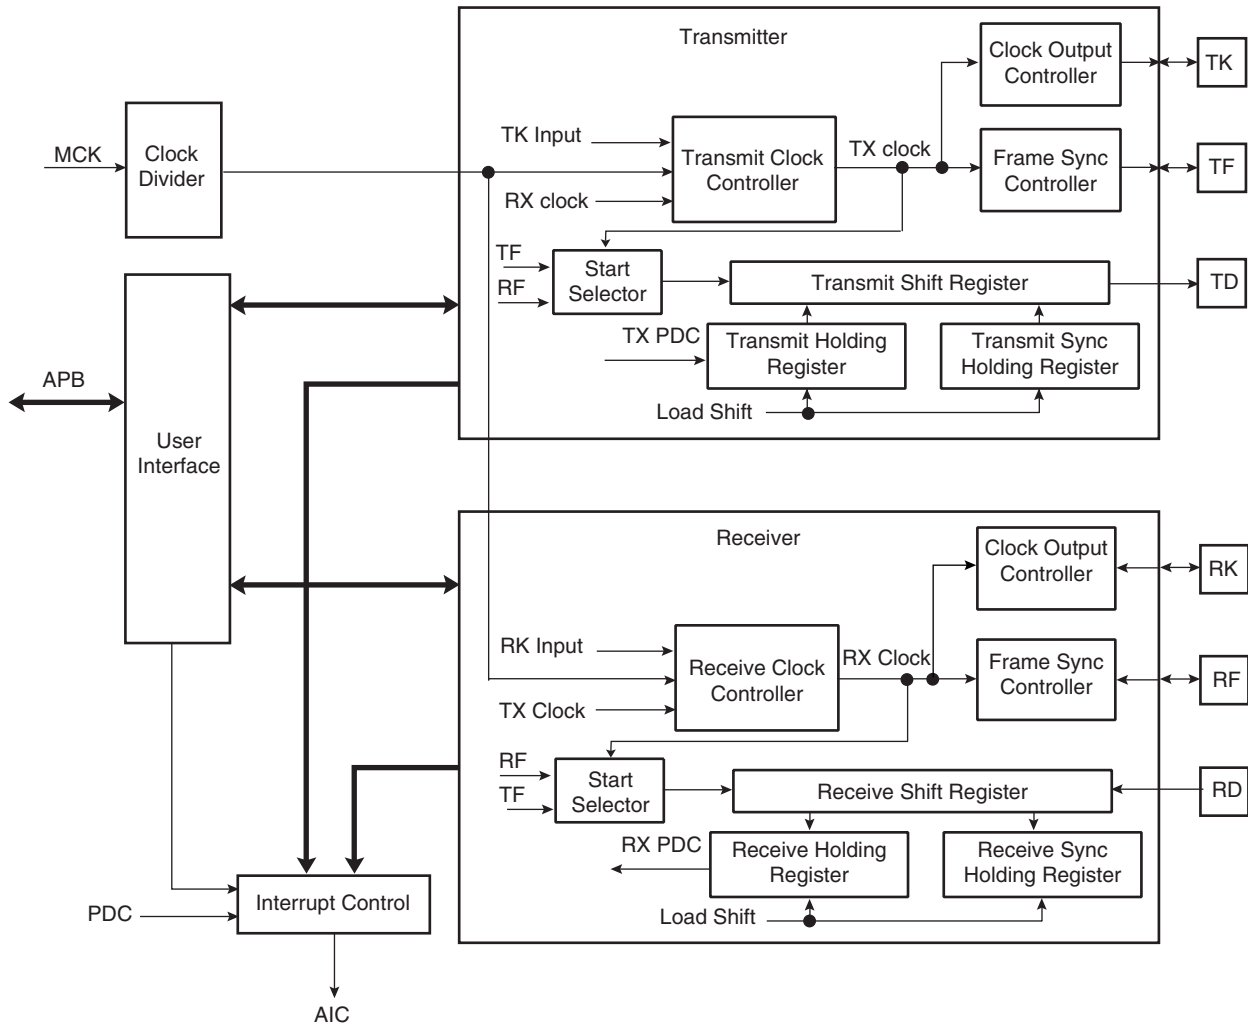 Transmitter
Clock Output
Controller
TK
MCK
Clock
Divider
TK Input
Transmit Clock
Controller
RX clock
TX clock
Frame Sync
Controller
TF
TF
RF
Start
Selector
Transmit Shift Register
TD
TX PDC
Transmit Holding
Register
Transmit Sync
Holding Register
Load Shift
APB
User
Interface
Receiver
Clock Output
Controller
RK
RK Input
Receive Clock
Controller
TX Clock
RX Clock
Frame Sync
Controller
RF
RF
TF
Start
Selector
Receive Shift Register
RD
RX PDC
Receive Holding
Register
Receive Sync
Holding Register
Load Shift
PDC
Interrupt Control
AIC